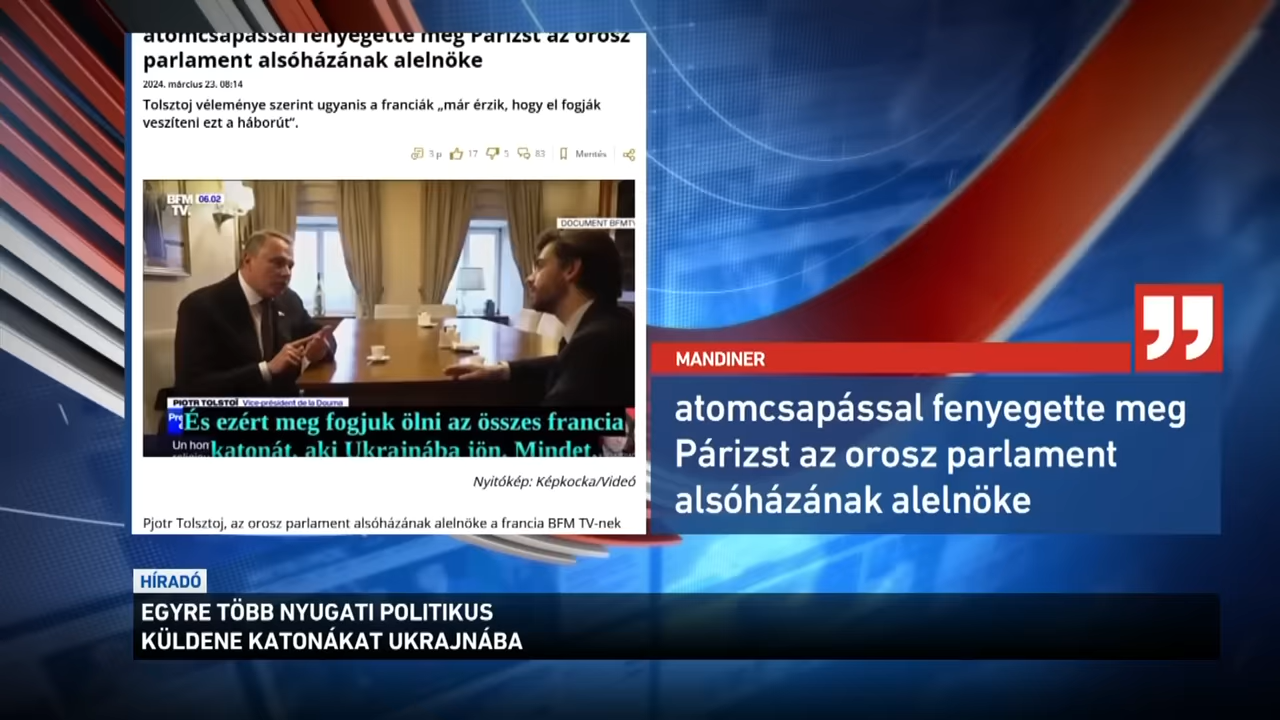 atomcsapással fenyegette meg Párizst az orosz
parlament alsóházának alelnöke
2024. március 23. 08:14
Tolsztoj véleménye szerint ugyanis a franciák „már érzik, hogy el fogják
veszíteni ezt a háborút“.
3 p 17 5 83 Mentés
BFM 06.02
TV.
DOCUMENT BFMTV
PIOTR TOLSTOÏ Vice-président de la Douma
És ezért meg fogjuk ölni az összes francia
Un hom
katonát, aki Ukrajnába jön. Mindet.
Nyitókép: Képkocka/Videó
Pjotr Tolsztoj, az orosz parlament alsóházának alelnöke a francia BFM TV-nek
MANDINER
atomcsapással fenyegette meg
Párizst az orosz parlament
alsóházának alelnöke
HÍRADÓ
EGYRE TÖBB NYUGATI POLITIKUS
KÜLDENE KATONÁKAT UKRAJNÁBA